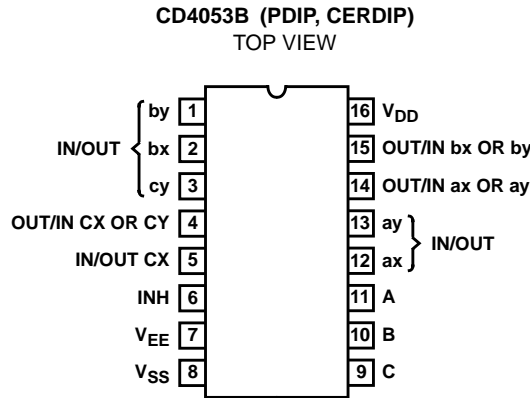 CD4053B (PDIP, CERDIP)
TOP VIEW
by 1
bx 2
IN/OUT
cy 3
OUT/IN CX OR CY 4
IN/OUT CX 5
INH 6
VEE 7
VSS 8
16 VDD
15 OUT/IN bx OR by
14 OUT/IN ax OR ay
13 ay
IN/OUT
12 ax
11 A
10 B
9 C